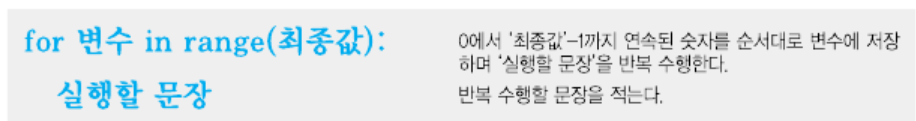 for 변수 in range(최종값):
실행할 문장
0에서 '최종값'-1까지 연속된 숫자를 순서대로 변수에 저장
하며 '실행할 문장'을 반복 수행한다.
반복 수행할 문장을 적는다.